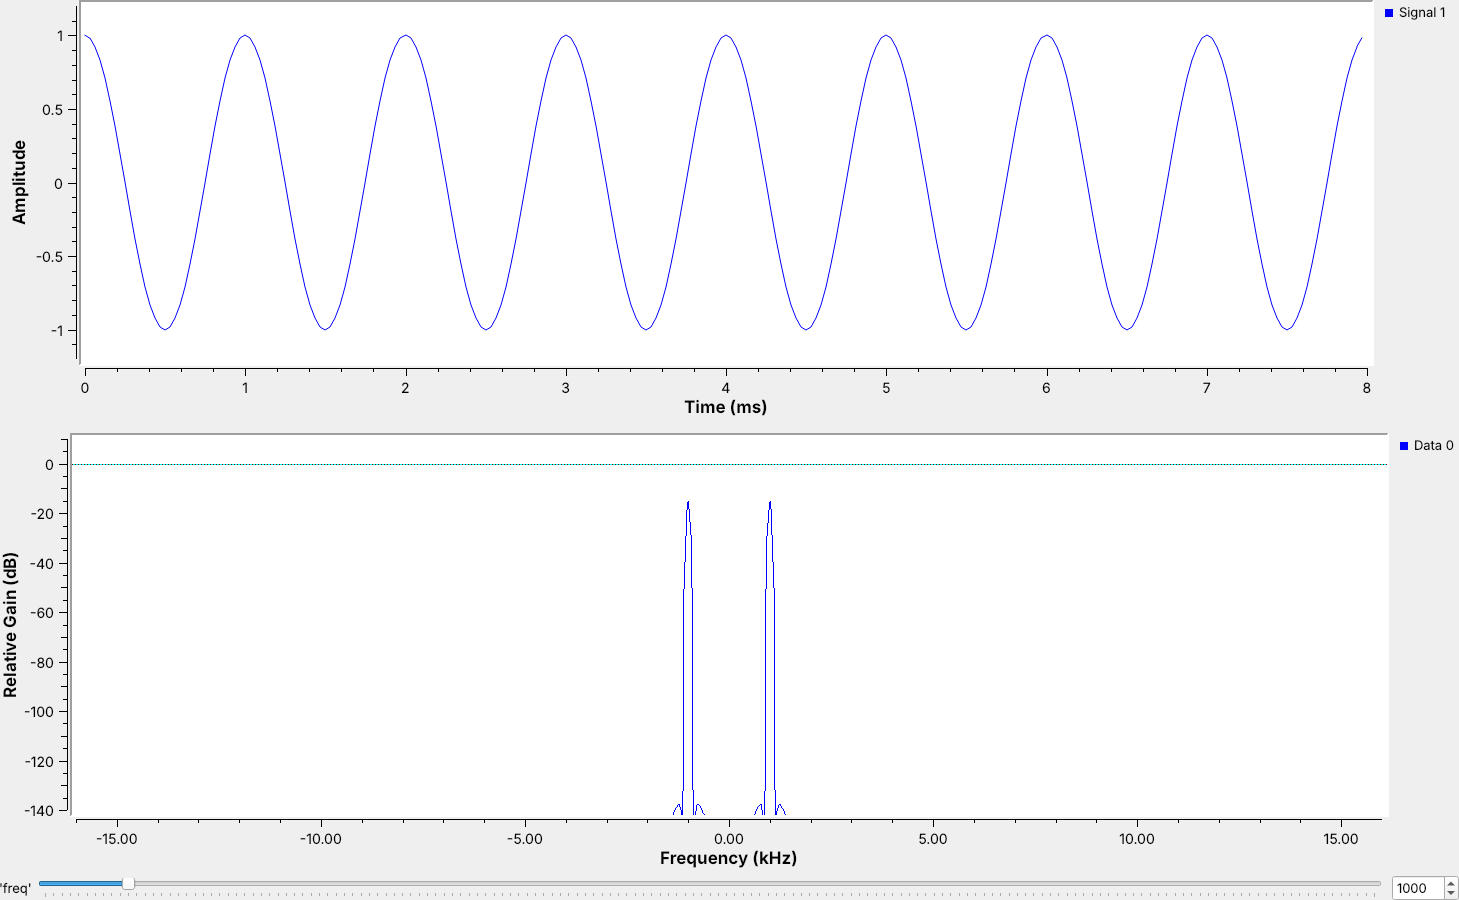 Signal 1
1
0.5
0
-0.5
-1
Amplitude
0 1 2 3 4 5 6 7 8
Time (ms)
Data 0
0
-20
-40
-60
-80
-100
-120
-140
Relative Gain (dB)
-15.00 -10.00 -5.00 0.00 5.00 10.00 15.00
Frequency (kHz)
'freq' 1000